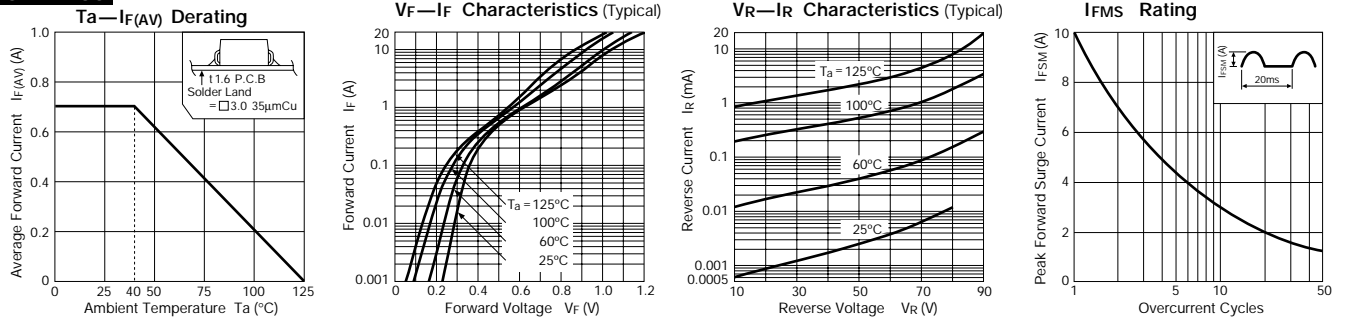 Ta—IF(AV) Derating
1.0
0.8
0.6
0.4
0.2
0
Average Forward Current IF(AV) (A)
t1.6 P.C.B
Solder Land
= □3.0 35µmCu
0 25 40 50 75 100 125
Ambient Temperature Ta (°C)
VF—IF Characteristics (Typical)
20
10
1
0.1
0.01
0.001
Forward Current IF (A)
Ta = 125°C
100°C
60°C
25°C
0 0.2 0.4 0.6 0.8 1.0 1.2
Forward Voltage VF (V)
VR—IR Characteristics (Typical)
20
10
1
0.1
0.01
0.001
0.0005
Reverse Current IR (mA)
Ta = 125°C
100°C
60°C
25°C
10 30 50 70 90
Reverse Voltage VR (V)
IFMS Rating
10
8
6
4
2
0
Peak Forward Surge Current IFSM (A)
IFSM (A)
20ms
1 5 10 50
Overcurrent Cycles